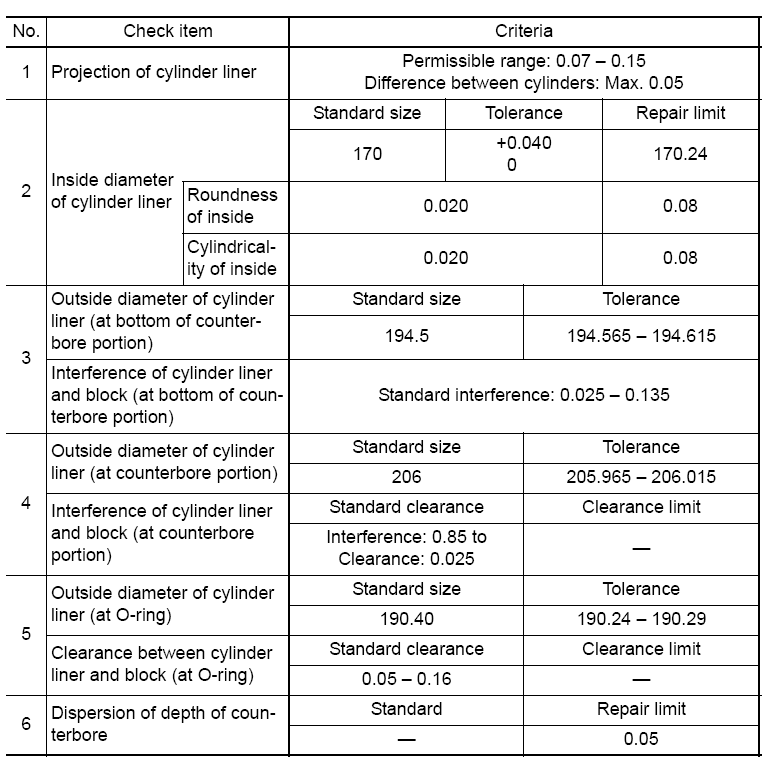 No. Check item Criteria
1 Projection of cylinder liner
Permissible range: 0.07 – 0.15
Difference between cylinders: Max. 0.05
2
Inside diameter
of cylinder liner
Standard size Tolerance Repair limit
170
+0.040
0
170.24
Roundness
of inside
0.020 0.08
Cylindrical-
ity of inside
0.020 0.08
3
Outside diameter of cylinder
liner (at bottom of counter-
bore portion)
Standard size Tolerance
194.5 194.565 – 194.615
Interference of cylinder liner
and block (at bottom of coun-
terbore portion)
Standard interference: 0.025 – 0.135
4
Outside diameter of cylinder
liner (at counterbore portion)
Standard size Tolerance
206 205.965 – 206.015
Interference of cylinder liner
and block (at counterbore
portion)
Standard clearance Clearance limit
Interference: 0.85 to
Clearance: 0.025
—
5
Outside diameter of cylinder
liner (at O-ring)
Standard size Tolerance
190.40 190.24 – 190.29
Clearance between cylinder
liner and block (at O-ring)
Standard clearance Clearance limit
0.05 – 0.16 —
6
Dispersion of depth of coun-
terbore
Standard Repair limit
— 0.05